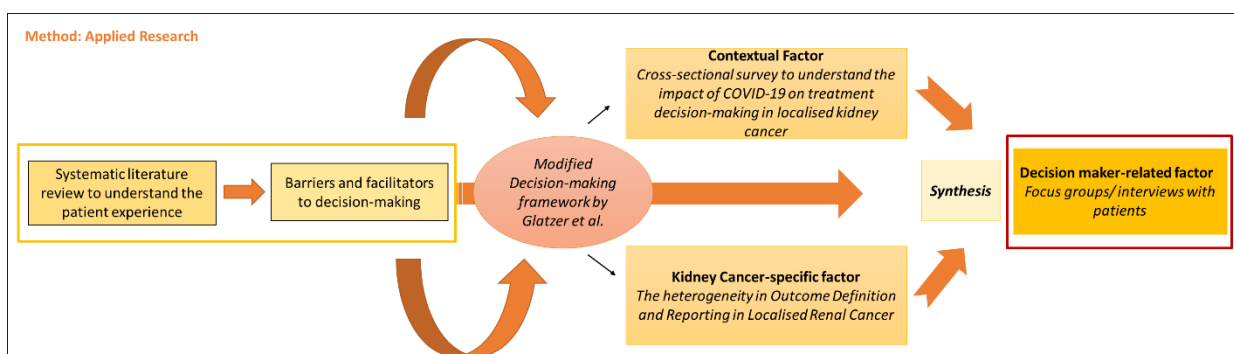 Method: Applied Research
Systematic literature
review to understand the
patient experience
Barriers and facilitators
to decision-making
Modified
Decision-making
framework by
Glatzer et al.
Contextual Factor
Cross-sectional survey to understand the
impact of COVID-19 on treatment
decision-making in localised kidney
cancer
Kidney Cancer-specific factor
The heterogeneity in Outcome Definition
and Reporting in Localised Renal Cancer
Synthesis
Decision maker-related factor
Focus groups/ interviews with
patients